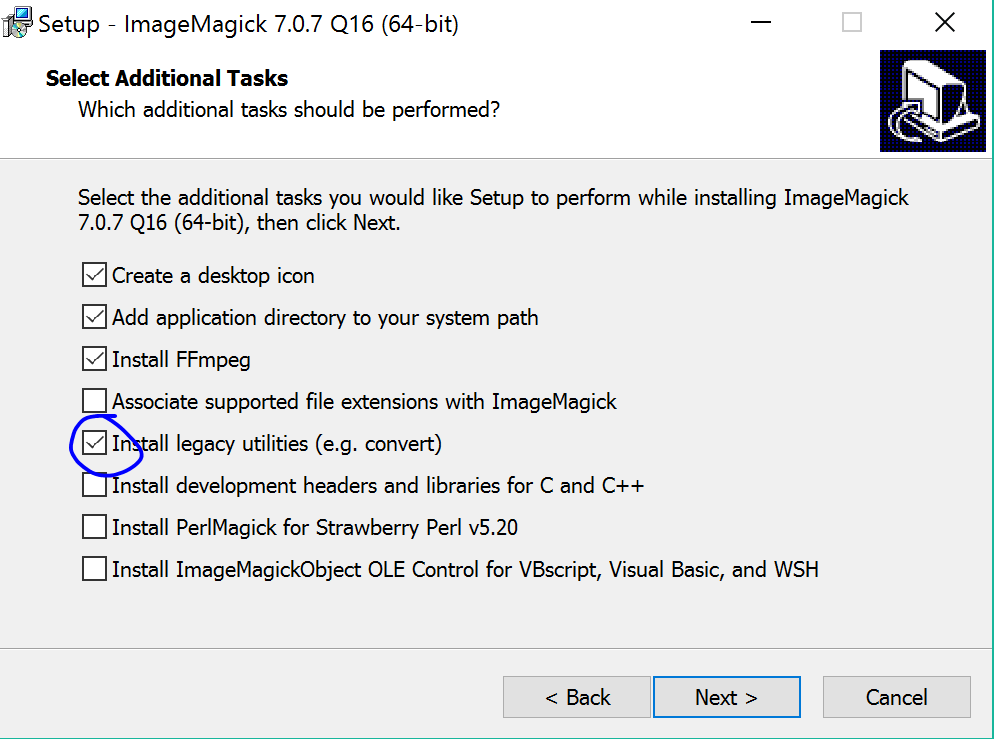 Setup - ImageMagick 7.0.7 Q16 (64-bit)
Select Additional Tasks
Which additional tasks should be performed?
Select the additional tasks you would like Setup to perform while installing ImageMagick
7.0.7 Q16 (64-bit), then click Next.
Create a desktop icon
Add application directory to your system path
Install FFmpeg
Associate supported file extensions with ImageMagick
Install legacy utilities (e.g. convert)
Install development headers and libraries for C and C++
Install PerlMagick for Strawberry Perl v5.20
Install ImageMagickObject OLE Control for VBscript, Visual Basic, and WSH
< Back
Next >
Cancel